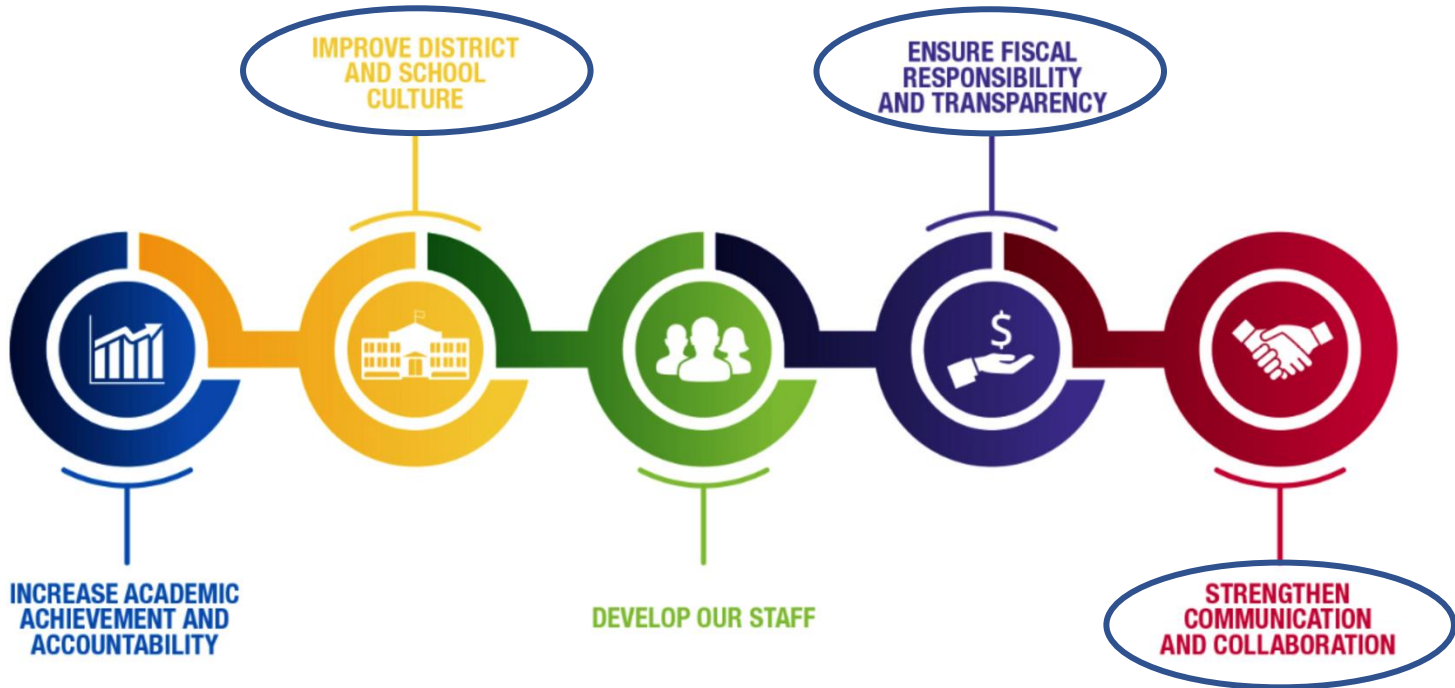 IMPROVE DISTRICT
AND SCHOOL
CULTURE
ENSURE FISCAL
RESPONSIBILITY
AND TRANSPARENCY
$
INCREASE ACADEMIC
ACHIEVEMENT AND
ACCOUNTABILITY
DEVELOP OUR STAFF
STRENGTHEN
COMMUNICATION
AND COLLABORATION